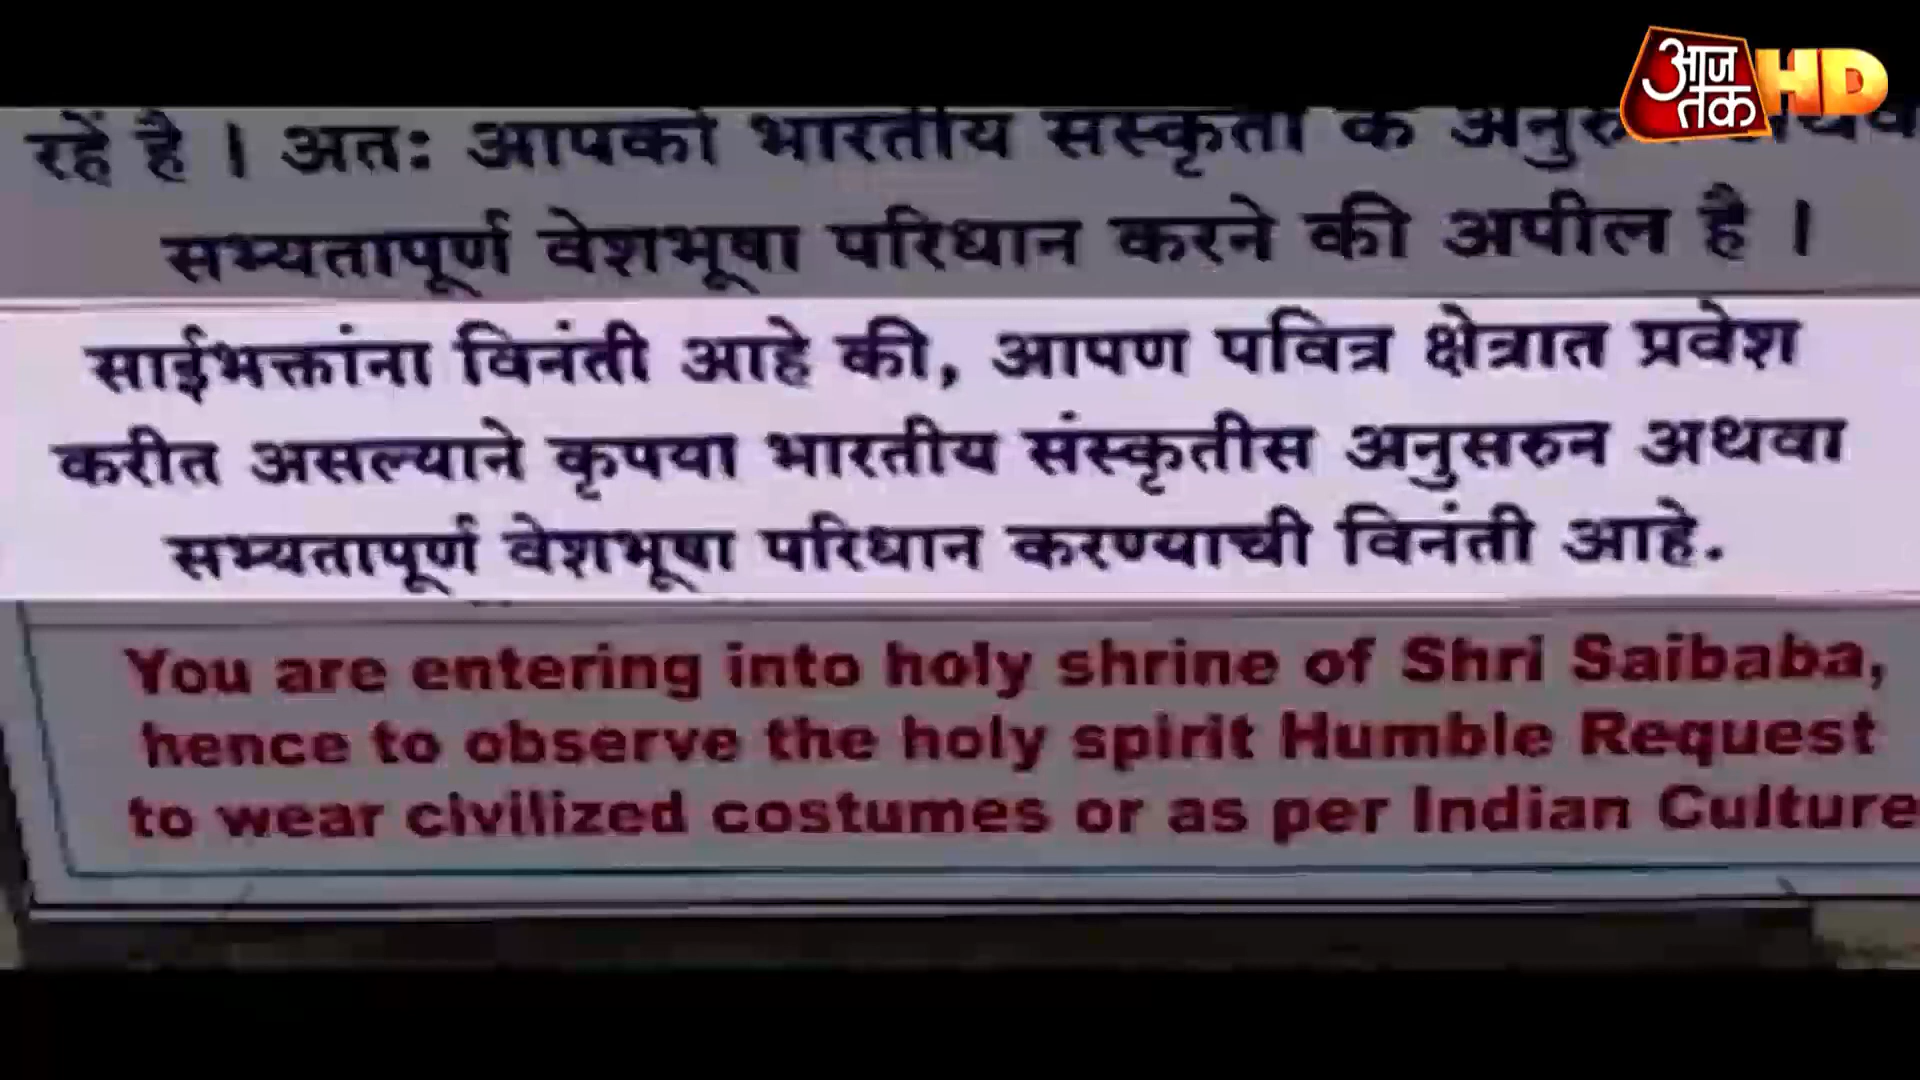 आज तक HD
रहें है । अतः आपको भारतीय संस्कृती के
सभ्यतापूर्ण वेशभूषा परिधान करने की अपील है ।
साईभक्तांना विनंती आहे की, आपण पवित्र क्षेत्रात प्रवेश
करीत असल्याने कृपया भारतीय संस्कृतीस अनुसरुन अथवा
सभ्यतापूर्ण वेशभूषा परिधान करण्याची विनंती आहे.
You are entering into holy shrine of Shri Saibaba,
hence to observe the holy spirit Humble Request
to wear civilized costumes or as per Indian Culture